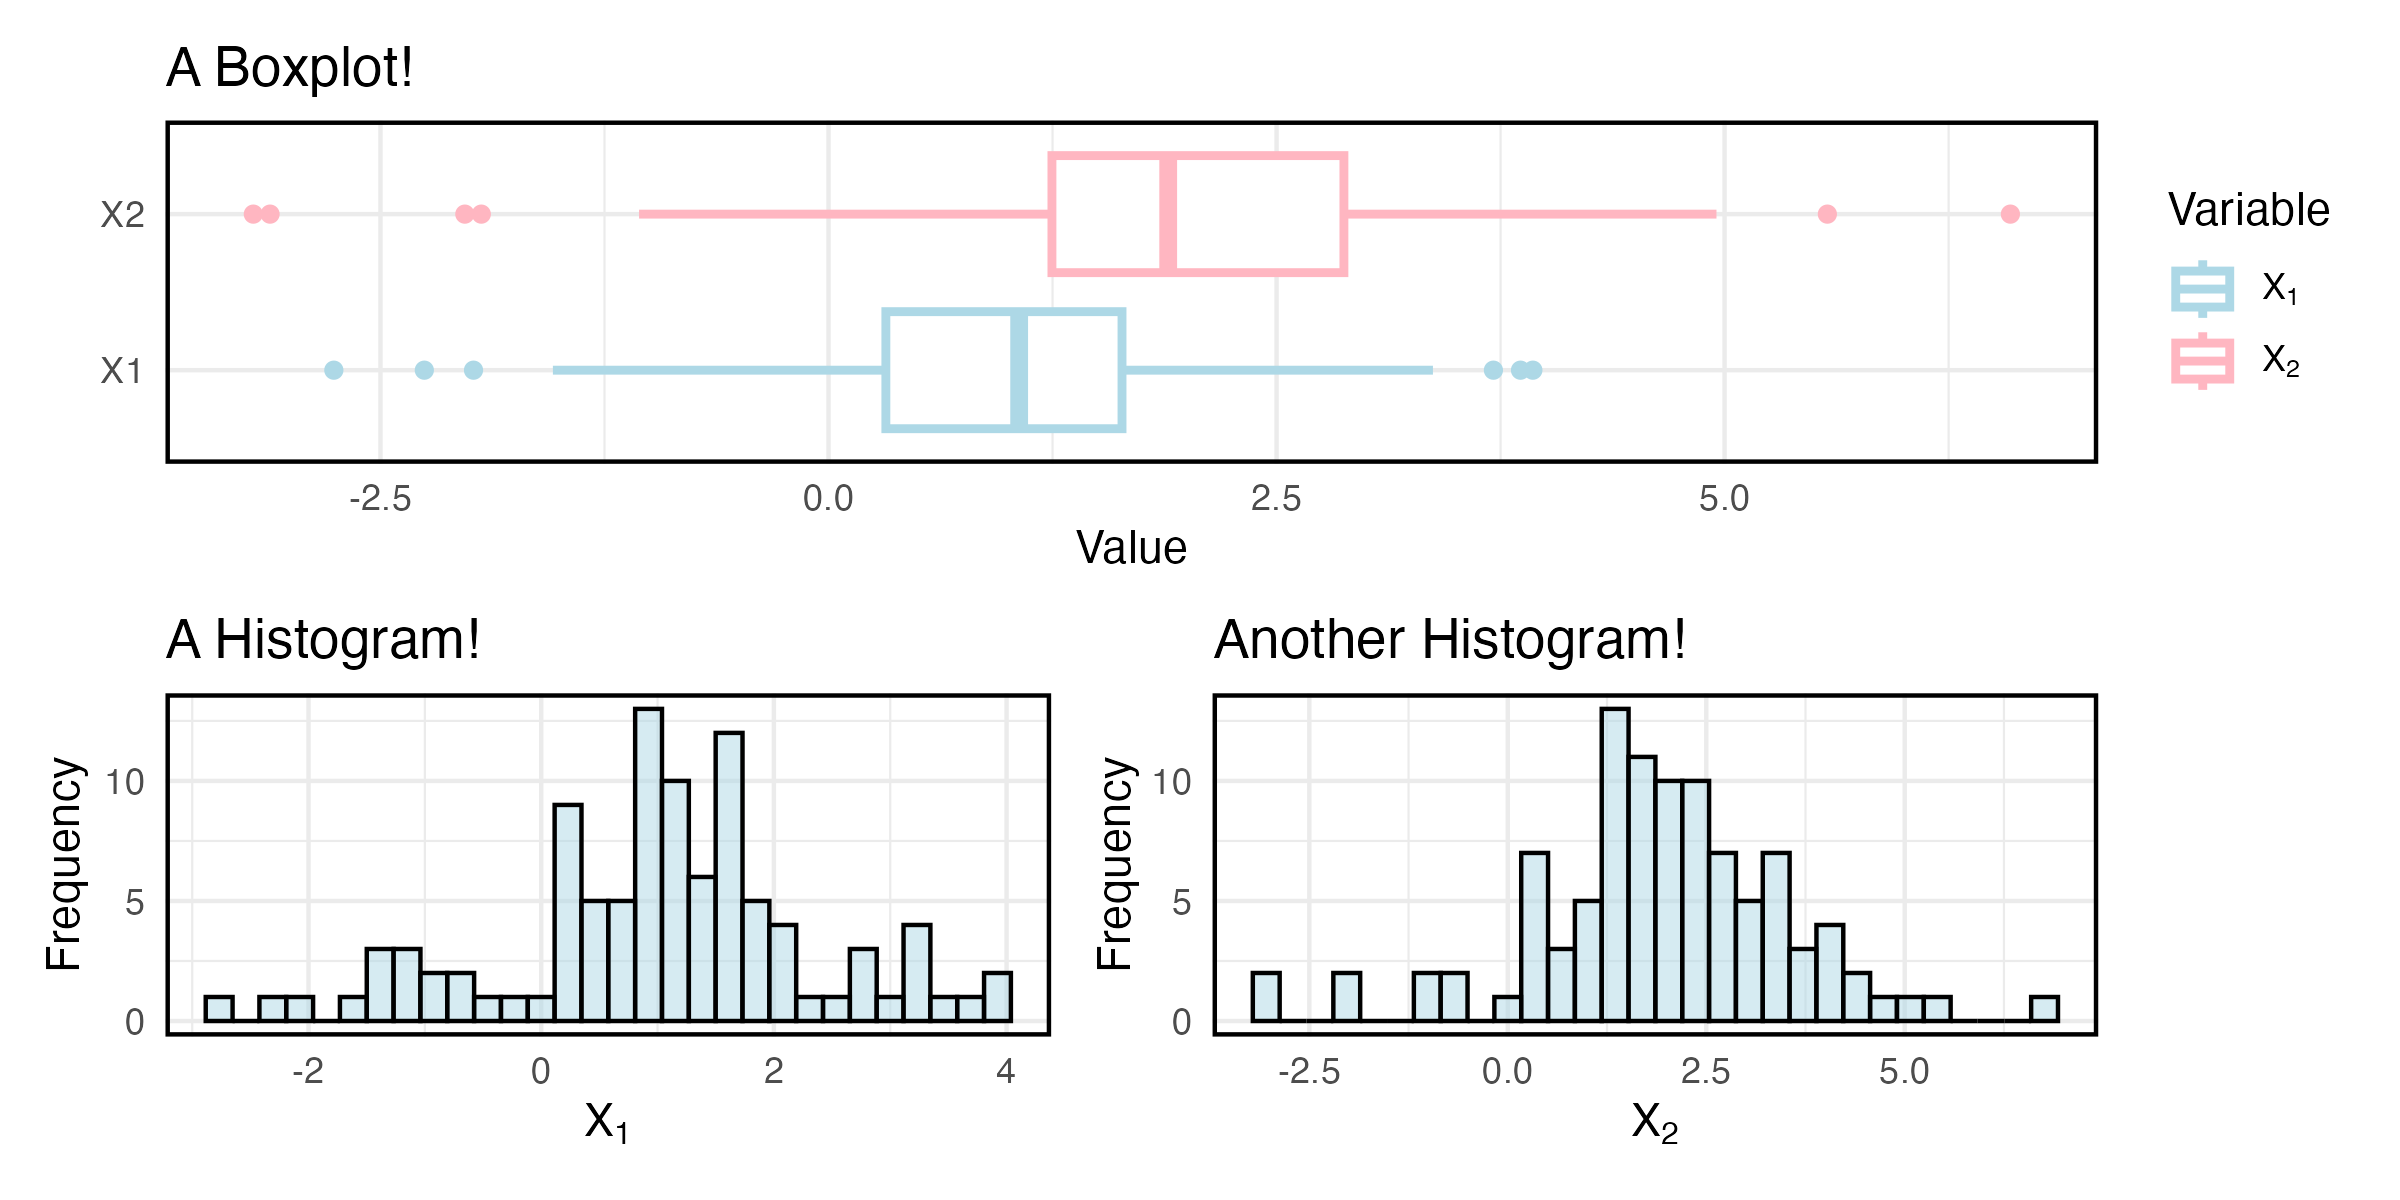 A Boxplot!
X2
X1
-2.5 0.0 2.5 5.0
Value
Variable
X₁
X₂
A Histogram!
Frequency
10
5
0
-2 0 2 4
X₁
Another Histogram!
Frequency
10
5
0
-2.5 0.0 2.5 5.0
X₂